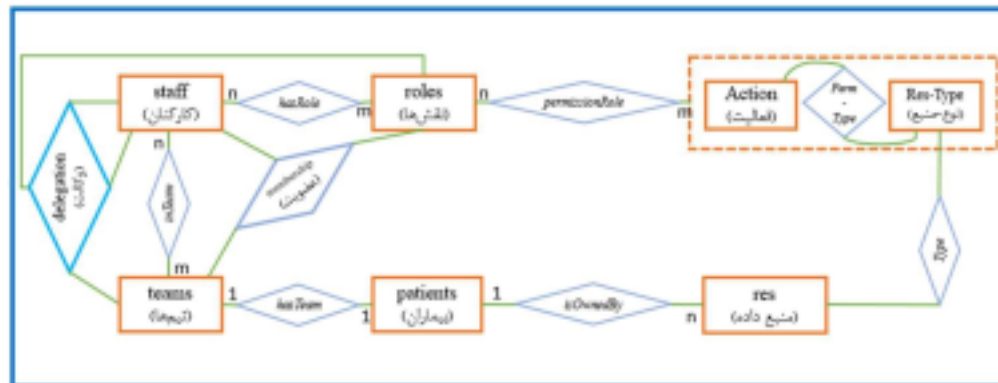 staff
(کارکنان)
n
hasRole
m
roles
(نقش‌ها)
n
permissionRole
m
Action
(فعالیت)
Perm
-
Type
Res-Type
(نوع-منبع)
delegation
(وکالت)
n
inTeam
m
membership
(عضویت)
Type
teams
(تیم‌ها)
1
hasTeam
1
patients
(بیماران)
1
isOwnedBy
n
res
(منبع داده)